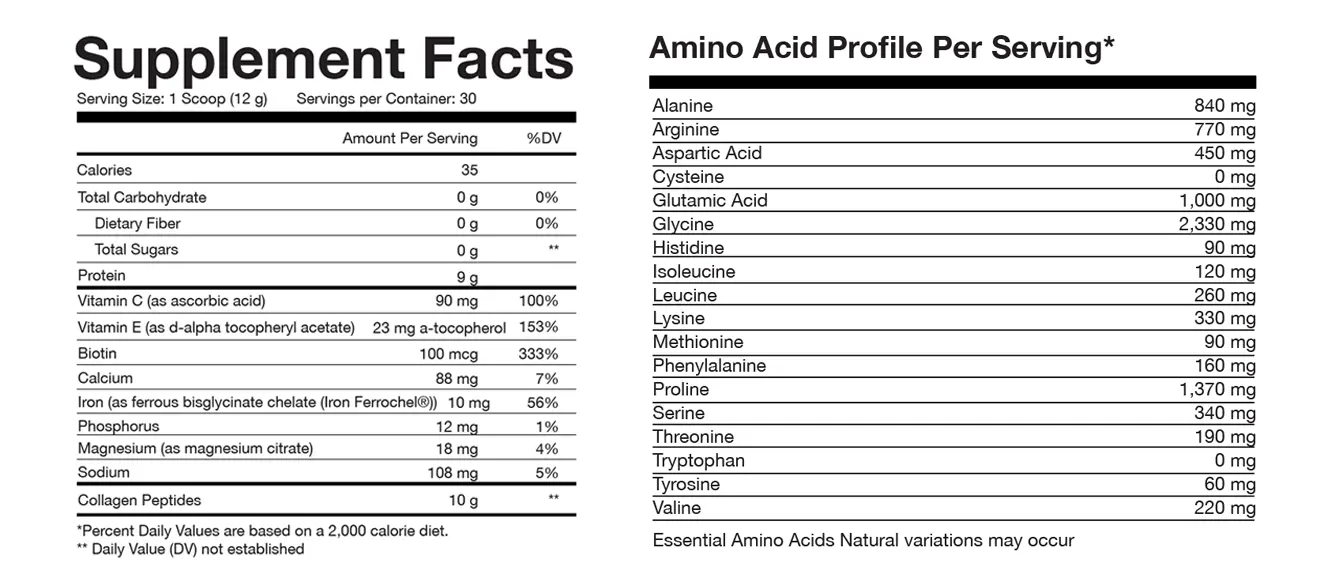 Supplement Facts
Serving Size: 1 Scoop (12 g) Servings per Container: 30
Amount Per Serving %DV
Calories 35
Total Carbohydrate 0 g 0%
Dietary Fiber 0 g 0%
Total Sugars 0 g **
Protein 9 g
Vitamin C (as ascorbic acid) 90 mg 100%
Vitamin E (as d-alpha tocopheryl acetate) 23 mg a-tocopherol 153%
Biotin 100 mcg 333%
Calcium 88 mg 7%
Iron (as ferrous bisglycinate chelate (Iron Ferrochel®)) 10 mg 56%
Phosphorus 12 mg 1%
Magnesium (as magnesium citrate) 18 mg 4%
Sodium 108 mg 5%
Collagen Peptides 10 g **
*Percent Daily Values are based on a 2,000 calorie diet.
** Daily Value (DV) not established
Amino Acid Profile Per Serving*
Alanine 840 mg
Arginine 770 mg
Aspartic Acid 450 mg
Cysteine 0 mg
Glutamic Acid 1,000 mg
Glycine 2,330 mg
Histidine 90 mg
Isoleucine 120 mg
Leucine 260 mg
Lysine 330 mg
Methionine 90 mg
Phenylalanine 160 mg
Proline 1,370 mg
Serine 340 mg
Threonine 190 mg
Tryptophan 0 mg
Tyrosine 60 mg
Valine 220 mg
Essential Amino Acids Natural variations may occur